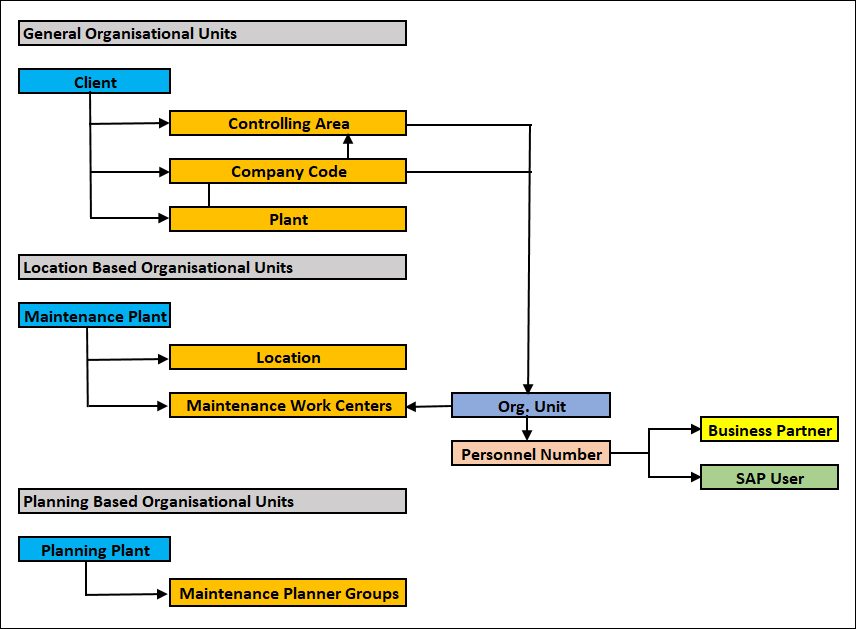 General Organisational Units
Client
Controlling Area
Company Code
Plant
Location Based Organisational Units
Maintenance Plant
Location
Maintenance Work Centers
Org. Unit
Business Partner
Personnel Number
SAP User
Planning Based Organisational Units
Planning Plant
Maintenance Planner Groups